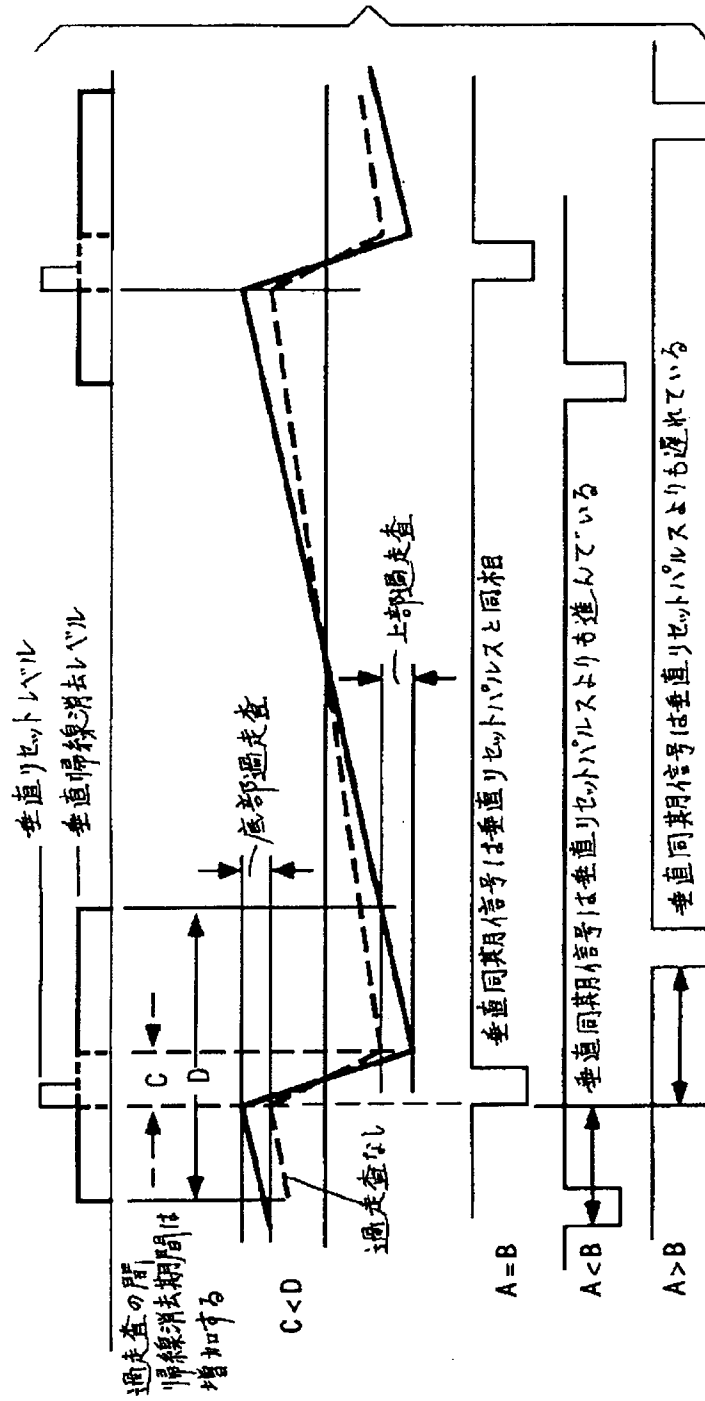 垂直リセットレベル
垂直帰線消去レベル
過走査の間
帰線消去期間は
増加する
C
D
底部過走査
上部過走査
C<D
過走査なし
垂直同期信号は垂直リセットパルスと同相
A=B
垂直同期信号は垂直リセットパルスよりも進んでいる
A<B
垂直同期信号は垂直リセットパルスよりも遅れている
A>B